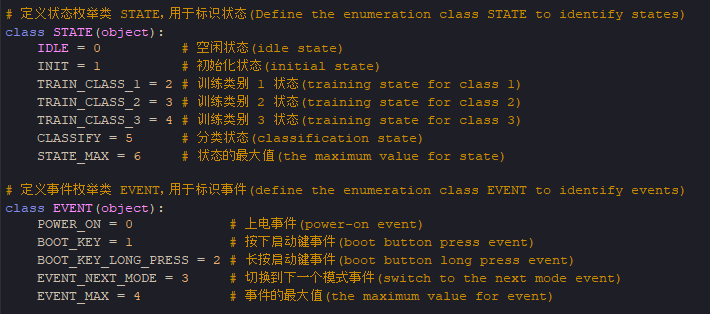 # 定义状态枚举类 STATE，用于标识状态(Define the enumeration class STATE to identify states)
class STATE(object):
    IDLE = 0         # 空闲状态(idle state)
    INIT = 1         # 初始化状态(initial state)
    TRAIN_CLASS_1 = 2 # 训练类别 1 状态(training state for class 1)
    TRAIN_CLASS_2 = 3 # 训练类别 2 状态(training state for class 2)
    TRAIN_CLASS_3 = 4 # 训练类别 3 状态(training state for class 3)
    CLASSIFY = 5     # 分类状态(classification state)
    STATE_MAX = 6    # 状态的最大值(the maximum value for state)
# 定义事件枚举类 EVENT，用于标识事件(define the enumeration class EVENT to identify events)
class EVENT(object):
    POWER_ON = 0            # 上电事件(power-on event)
    BOOT_KEY = 1            # 按下启动键事件(boot button press event)
    BOOT_KEY_LONG_PRESS = 2 # 长按启动键事件(boot button long press event)
    EVENT_NEXT_MODE = 3     # 切换到下一个模式事件(switch to the next mode event)
    EVENT_MAX = 4           # 事件的最大值(the maximum value for event)